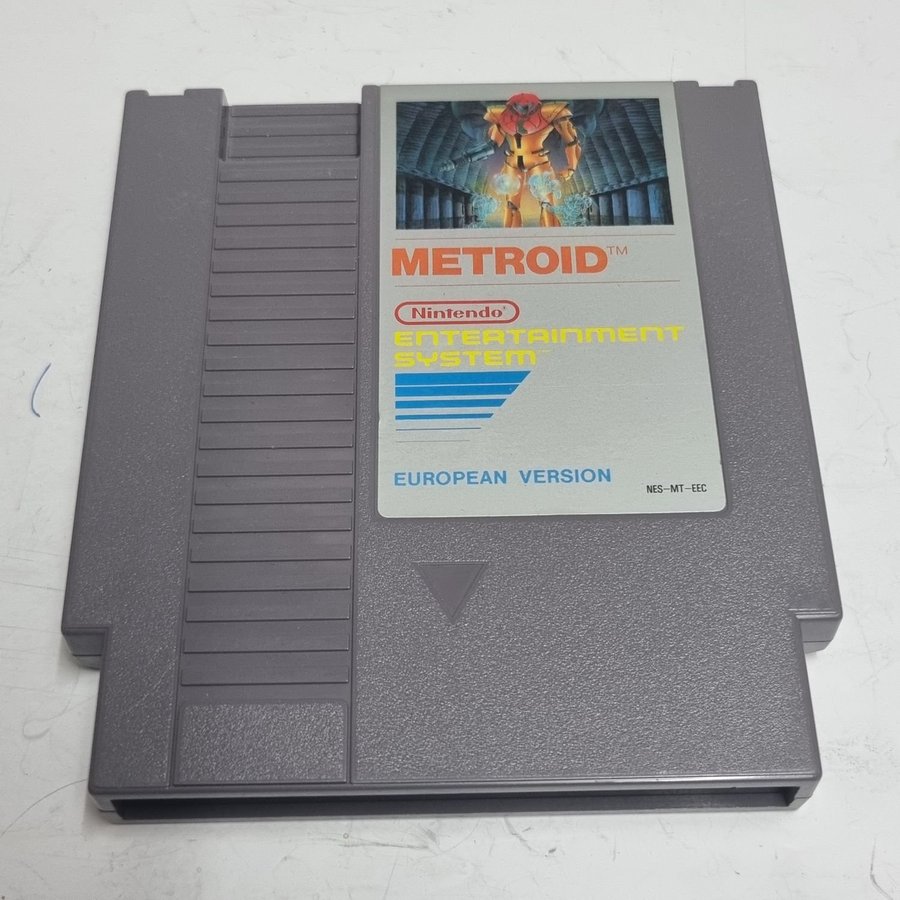 METROID™
Nintendo®
ENTERTAINMENT
SYSTEM™
EUROPEAN VERSION
NES-MT-EEC